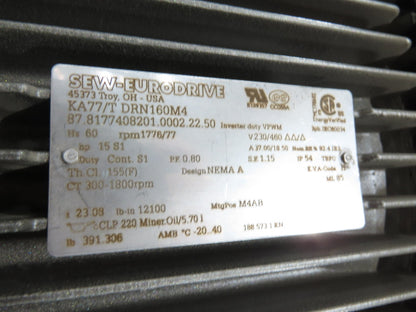 SEW-EURODRIVE
45373 Troy, OH - USA
KA77/T DRN160M4
87.8177408201.0002.22.50 Inverter duty VPWM
Hz 60 rpm 1776/77 V 230/460
hp 15 S1 A 37.00/18.50
Duty Cont. S1 P.F. 0.80 S.F. 1.15 IP 54
Th.Cl. 155(F) Design NEMA A K.V.A-Code
CT 300-1800rpm ML
i 23.08 lb-in 12100 MtgPos M4AB
CLP 220 Miner.Oil/5.70 l
lb 391.306 AMB °C -20..40